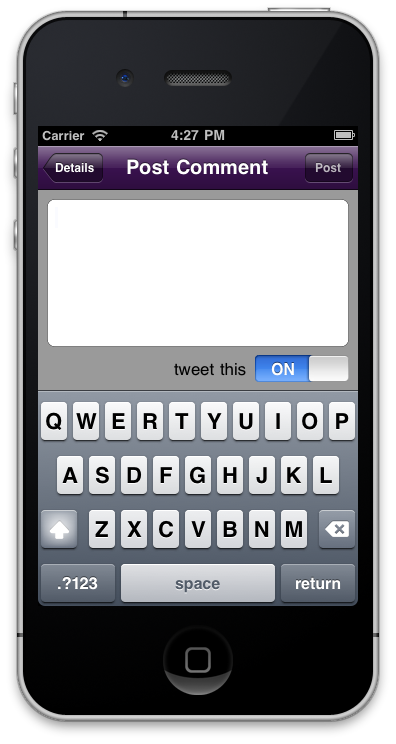 Carrier 4:27 PM
Details Post Comment Post
tweet this ON
Q W E R T Y U I O P
A S D F G H J K L
Z X C V B N M
.?123 space return